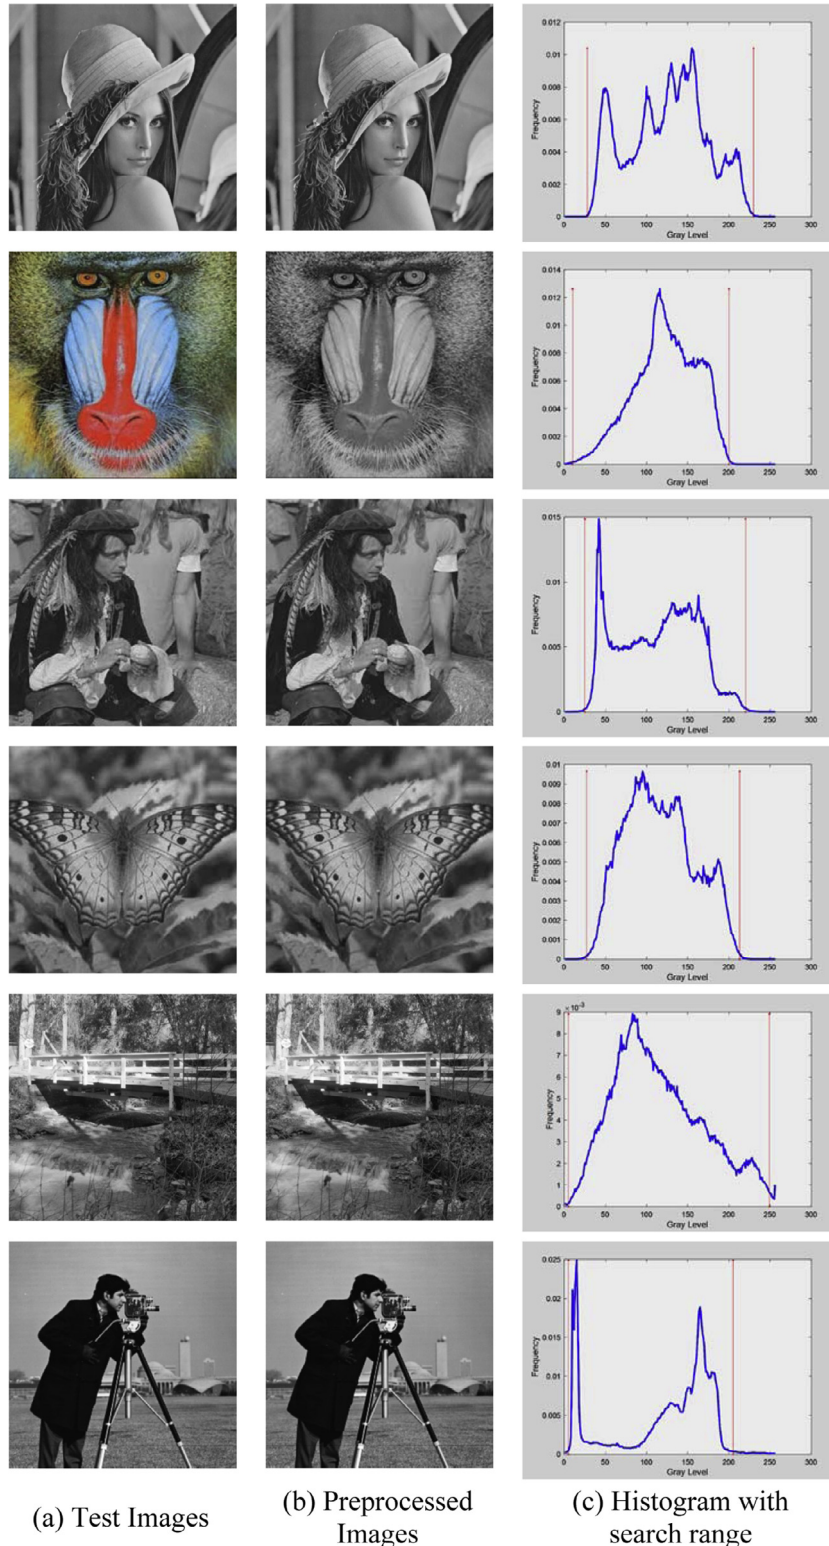 0.012
0.01
0.008
0.006
0.004
0.002
0
Frequency
0 50 100 150 200 250 300
Gray Level
0.014
0.012
0.01
0.008
0.006
0.004
0.002
0
Frequency
0 50 100 150 200 250 300
Gray Level
0.015
0.01
0.005
0
Frequency
0 50 100 150 200 250 300
Gray Level
0.01
0.009
0.008
0.007
0.006
0.005
0.004
0.003
0.002
0.001
0
Frequency
0 50 100 150 200 250 300
Gray Level
× 10⁻³
9
8
7
6
5
4
3
2
1
0
Frequency
0 50 100 150 200 250 300
Gray Level
0.025
0.02
0.015
0.01
0.005
0
Frequency
0 50 100 150 200 250 300
Gray Level
(a) Test Images
(b) Preprocessed
Images
(c) Histogram with
search range